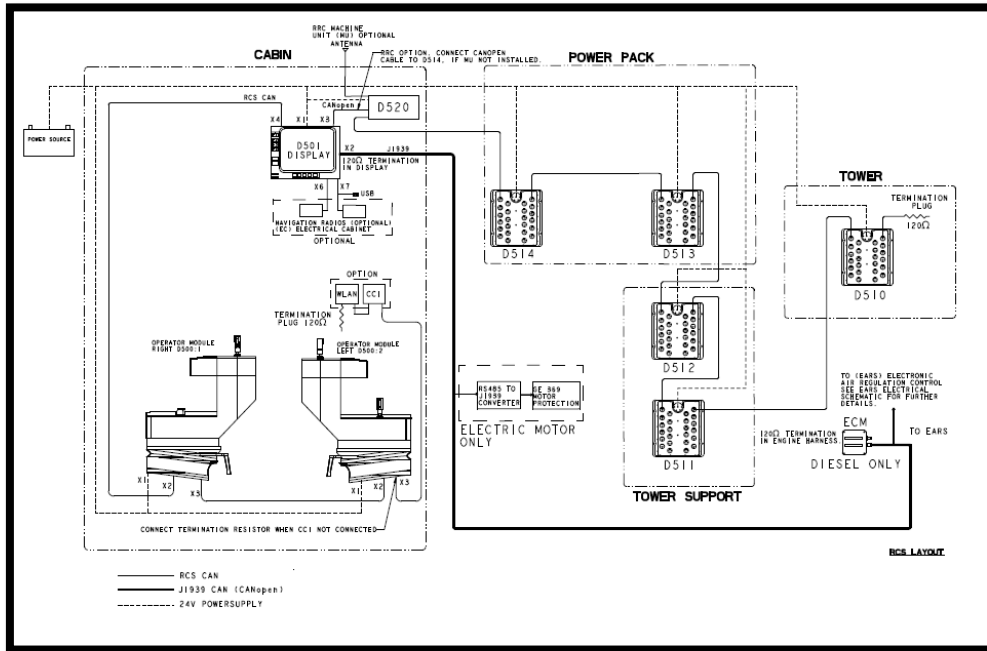 RRC MACHINE
UNIT (MU) OPTIONAL
ANTENNA
CABIN
RRC OPTION, CONNECT CANOPEN
CABLE TO D514, IF MU NOT INSTALLED.
POWER PACK
RCS CAN
CANopen
D520
X4
X1
X3
POWER SOURCE
D501
DISPLAY
X2
J1939
120Ω TERMINATION
IN DISPLAY
X6
X7
USB
NAVIGATION RADIOS (OPTIONAL)
(EC) ELECTRICAL CABINET
OPTIONAL
TOWER
TERMINATION
PLUG
120Ω
D514
D513
D510
OPTION
WLAN
CCI
TERMINATION
PLUG 120Ω
OPERATOR MODULE
RIGHT D500:1
OPERATOR MODULE
LEFT D500:2
D512
RS485 TO
J1939
CONVERTER
GE 369
MOTOR
PROTECTION
ELECTRIC MOTOR
ONLY
TO (EARS) ELECTRONIC
AIR REGULATION CONTROL
SEE EARS ELECTRICAL
SCHEMATIC FOR FURTHER
DETAILS.
120Ω TERMINATION
IN ENGINE HARNESS.
ECM
TO EARS
DIESEL ONLY
D511
TOWER SUPPORT
X1
X2
X3
X1
X2
X3
CONNECT TERMINATION RESISTOR WHEN CCI NOT CONNECTED
RCS LAYOUT
RCS CAN
J1939 CAN (CANopen)
24V POWERSUPPLY